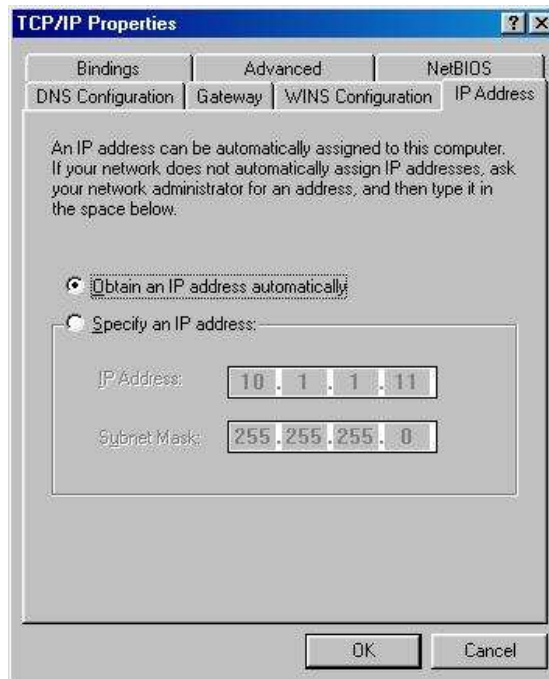 TCP/IP Properties
? ×
Bindings Advanced NetBIOS
DNS Configuration Gateway WINS Configuration IP Address
An IP address can be automatically assigned to this computer.
If your network does not automatically assign IP addresses, ask
your network administrator for an address, and then type it in
the space below.
Obtain an IP address automatically
Specify an IP address:
IP Address: 10 . 1 . 1 . 11
Subnet Mask: 255 . 255 . 255 . 0
OK Cancel